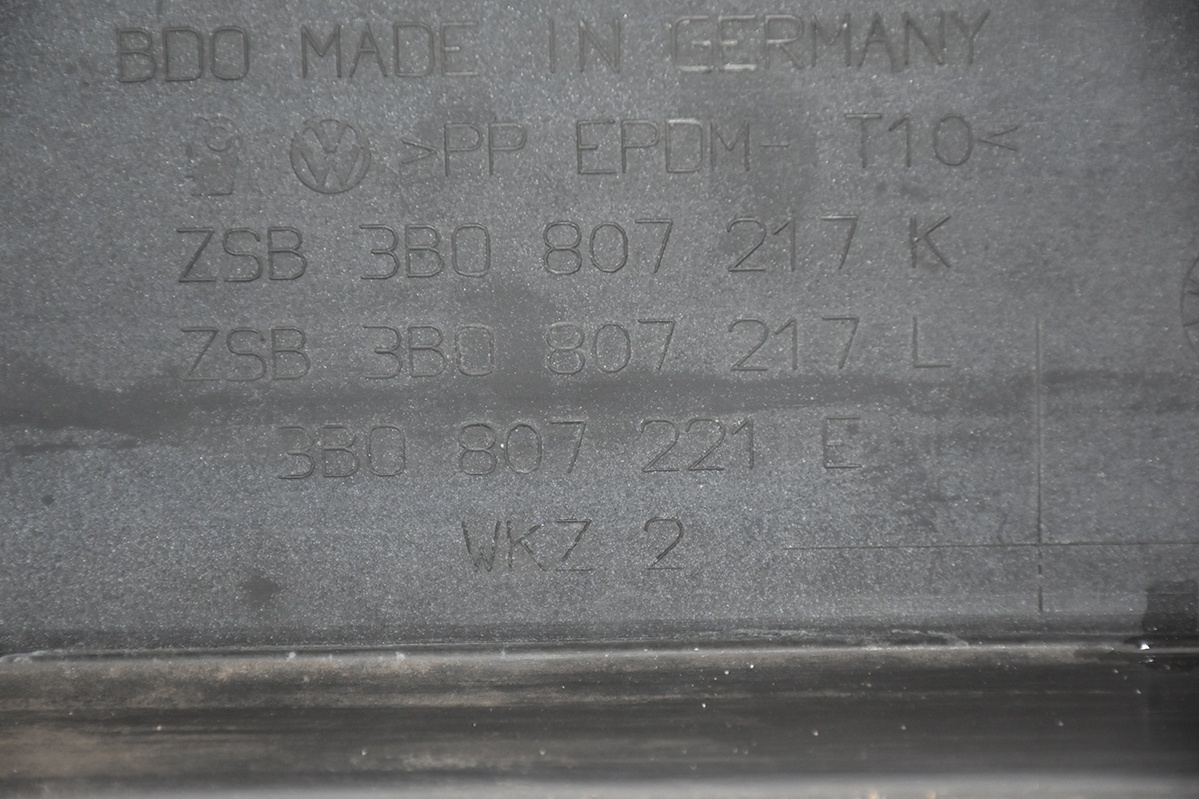 BDO MADE IN GERMANY
>PP EPDM- T10<
ZSB 3B0 807 217 K
ZSB 3B0 807 217 L
3B0 807 221 E
WKZ 2